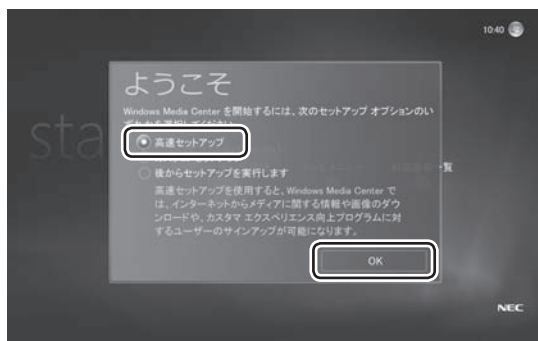 10:40
ようこそ
Windows Media Center を開始するには、次のセットアップ オプションのい
sta
高速セットアップ
一覧
後からセットアップを実行します
高速セットアップを使用すると、Windows Media Center で
は、インターネットからメディアに関する情報や画像のダウ
ンロードや、カスタマ エクスペリエンス向上プログラムに対
するユーザーのサインアップが可能になります。
OK
NEC